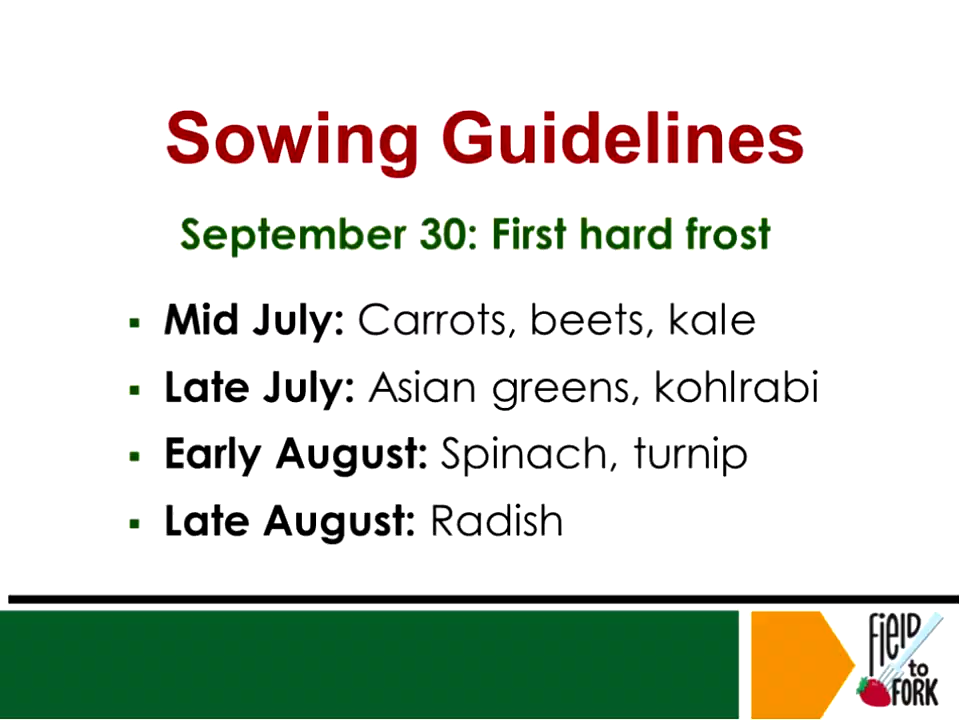 Sowing Guidelines
September 30: First hard frost
▪ Mid July: Carrots, beets, kale
▪ Late July: Asian greens, kohlrabi
▪ Early August: Spinach, turnip
▪ Late August: Radish
FiElD
to
FORK